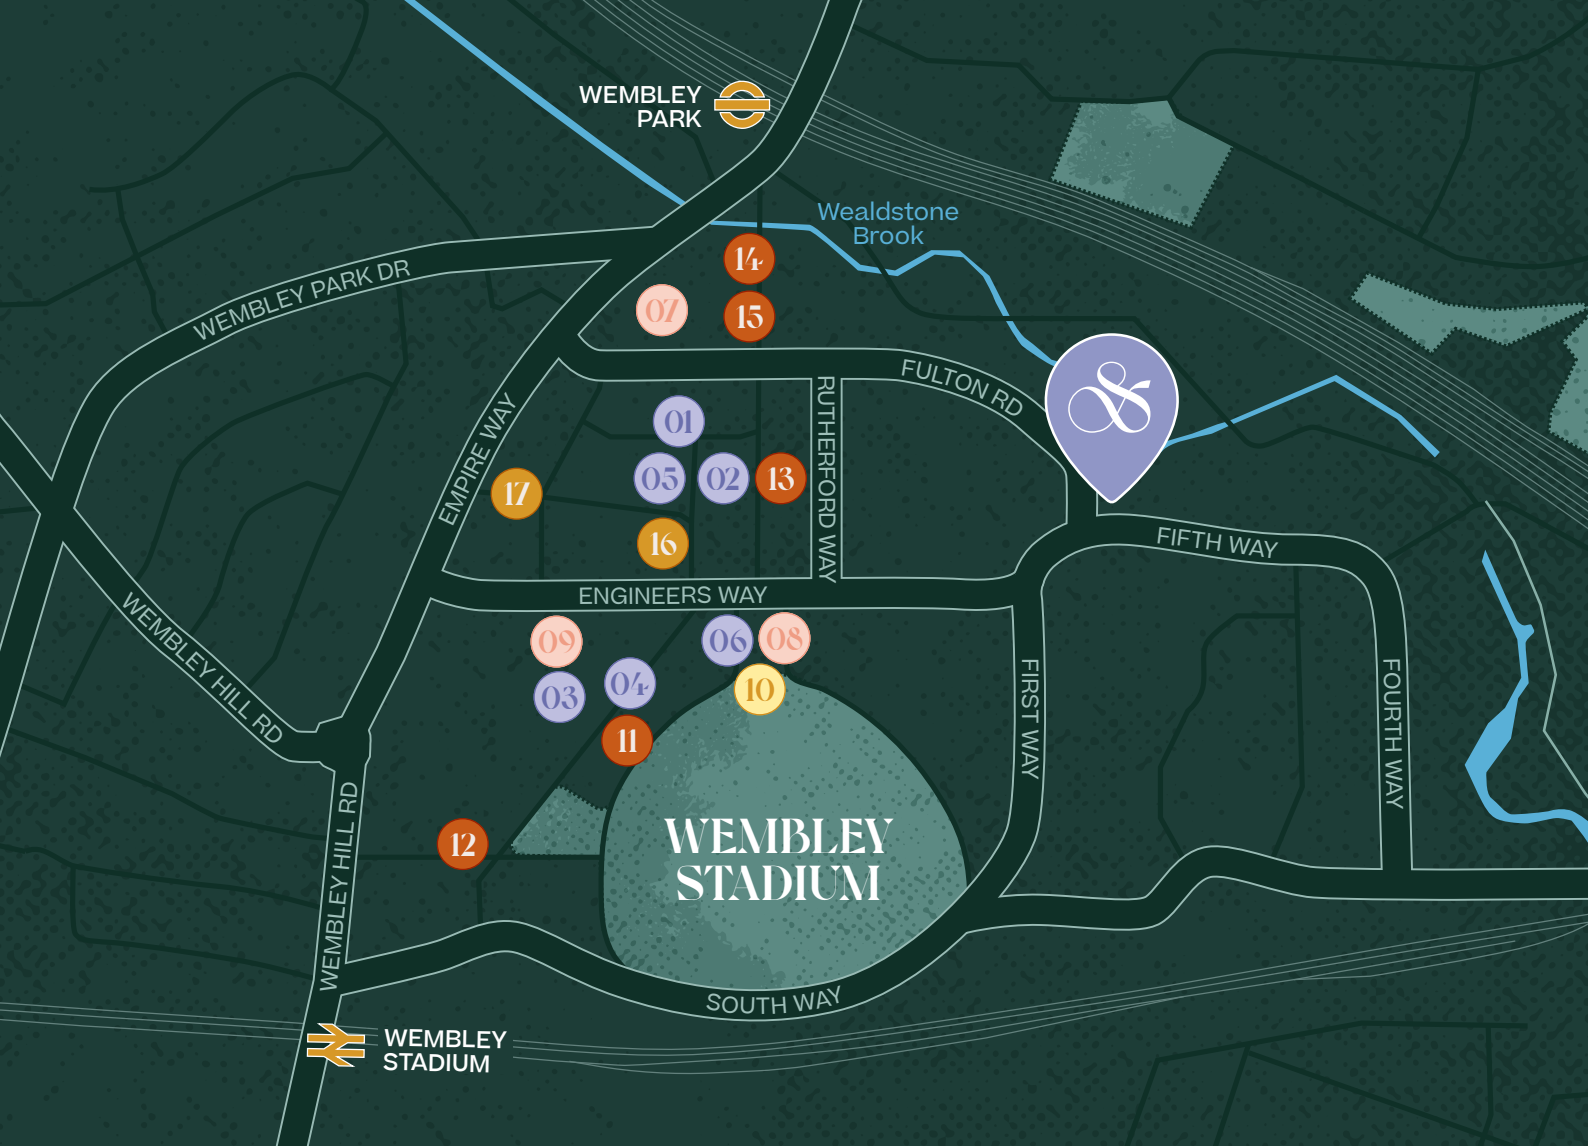 WEMBLEY
PARK
Wealdstone
Brook
14
WEMBLEY PARK DR
07
15
FULTON RD
RUTHERFORD WAY
EMPIRE WAY
01
05
02
13
17
16
FIFTH WAY
ENGINEERS WAY
WEMBLEY HILL RD
09
06
08
03
04
10
11
FIRST WAY
FOURTH WAY
12
WEMBLEY
STADIUM
WEMBLEY HILL RD
SOUTH WAY
WEMBLEY
STADIUM